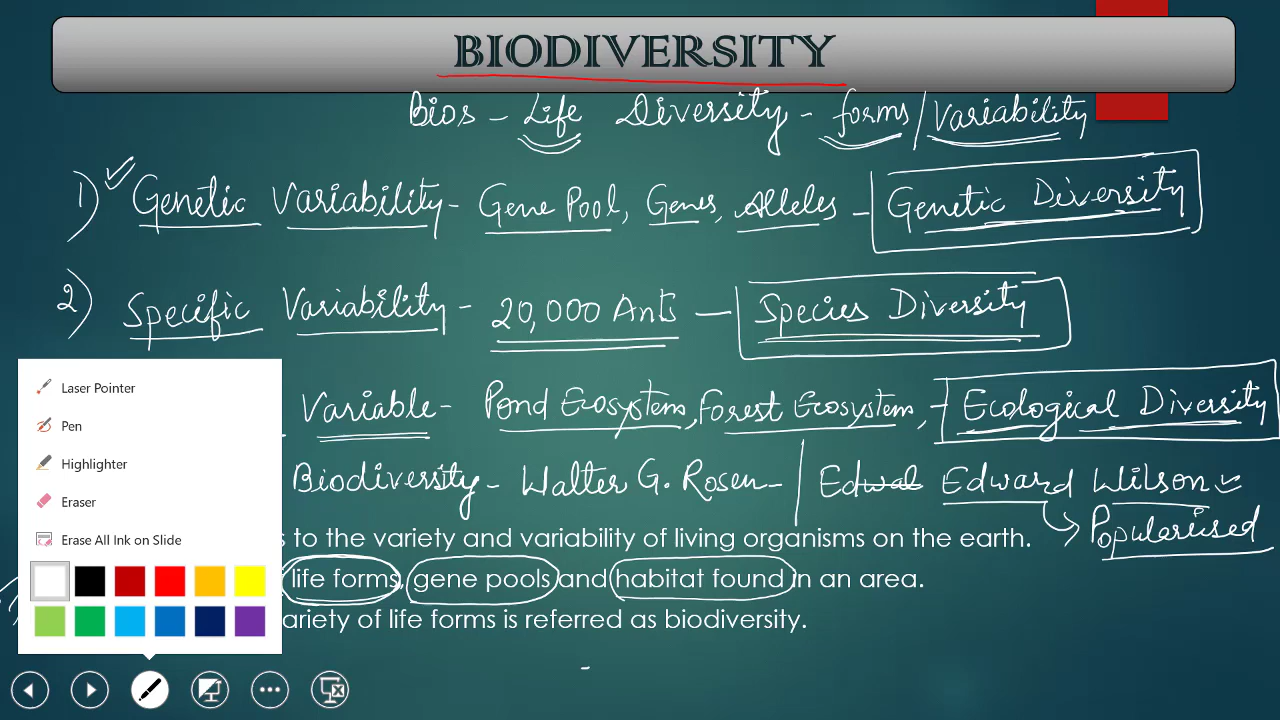 BIODIVERSITY
Bios - Life Diversity - forms / Variability
1) Genetic Variability - Gene Pool, Genes, Alleles - Genetic Diversity
2) Specific Variability - 20,000 Ants - Species Diversity
Variable - Pond Ecosystem, Forest Ecosystem, - Ecological Diversity
Biodiversity - Walter G. Rosen - / Edwal Edward Wilson
Popularised
s to the variety and variability of living organisms on the earth.
life forms, gene pools and habitat found in an area.
ariety of life forms is referred as biodiversity.
Laser Pointer
Pen
Highlighter
Eraser
Erase All Ink on Slide